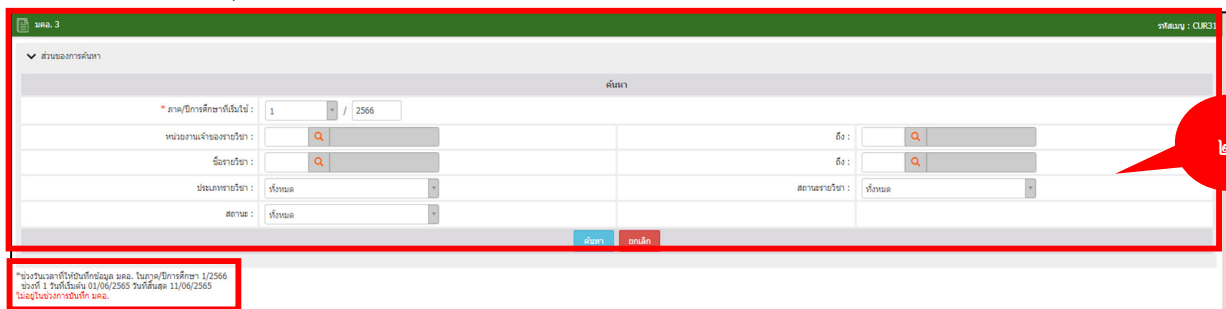 มคอ. 3 รหัสเมนู : CUR31
ส่วนของการค้นหา
ค้นหา
* ภาค/ปีการศึกษาที่เริ่มใช้ : 1 / 2566
หน่วยงานเจ้าของรายวิชา : ถึง :
ชื่อรายวิชา : ถึง :
ประเภทรายวิชา : ทั้งหมด สถานะรายวิชา : ทั้งหมด
สถานะ : ทั้งหมด
ค้นหา ยกเลิก
*ช่วงวันเวลาที่ให้บันทึกข้อมูล มคอ. ในภาค/ปีการศึกษา 1/2566
ช่วงที่ 1 วันที่เริ่มต้น 01/06/2565 วันที่สิ้นสุด 11/06/2565
ไม่อยู่ในช่วงการบันทึก มคอ.